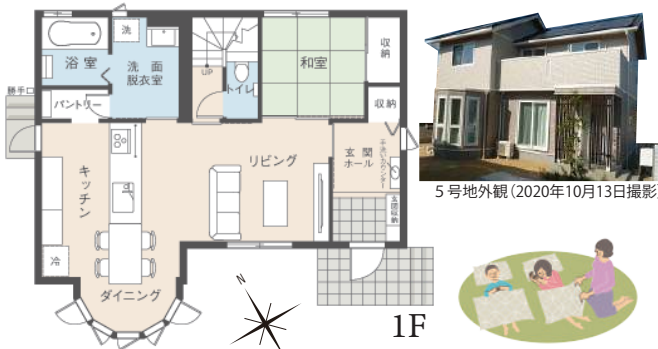 洗
浴室
洗面
脱衣室
UP
トイレ
和室
収納
勝手口
パントリー
収納
キッチン
リビング
玄関
ホール
手洗いカウンター
玄関収納
冷
ダイニング
N
1F
5号地外観(2020年10月13日撮影